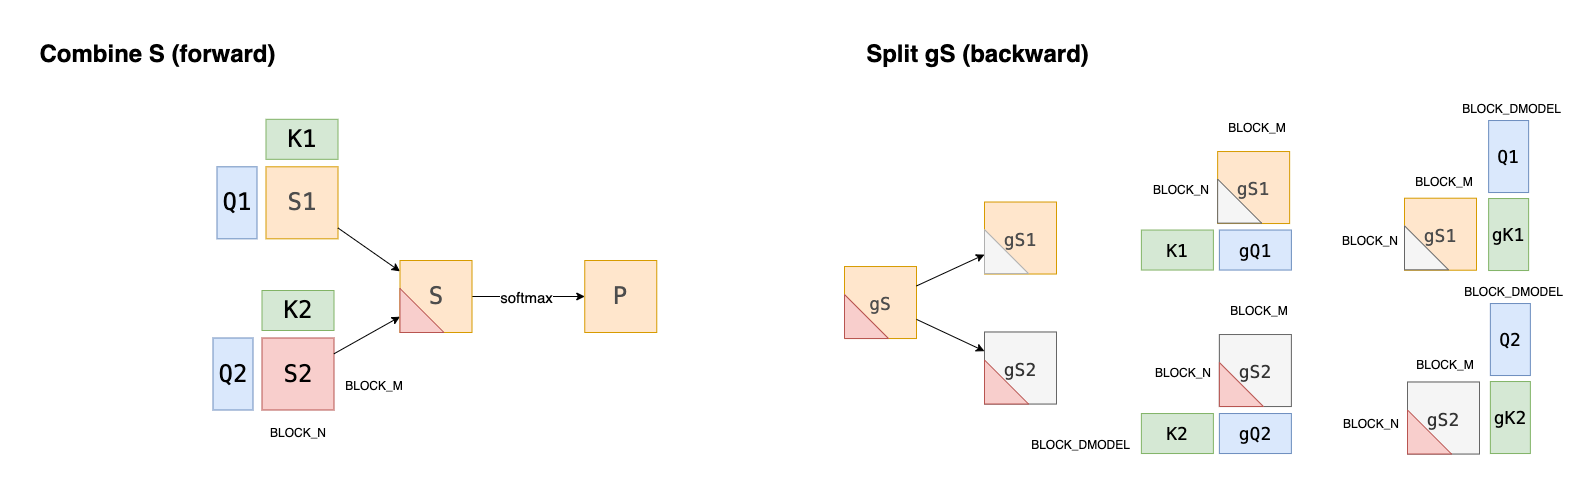 Combine S (forward)
K1
Q1
S1
K2
Q2
S2
BLOCK_M
BLOCK_N
S
softmax
P
Split gS (backward)
gS
gS1
gS2
BLOCK_M
BLOCK_N
gS1
K1
gQ1
BLOCK_M
BLOCK_N
gS2
BLOCK_DMODEL
K2
gQ2
BLOCK_DMODEL
Q1
BLOCK_M
BLOCK_N
gS1
gK1
BLOCK_DMODEL
Q2
BLOCK_M
BLOCK_N
gS2
gK2